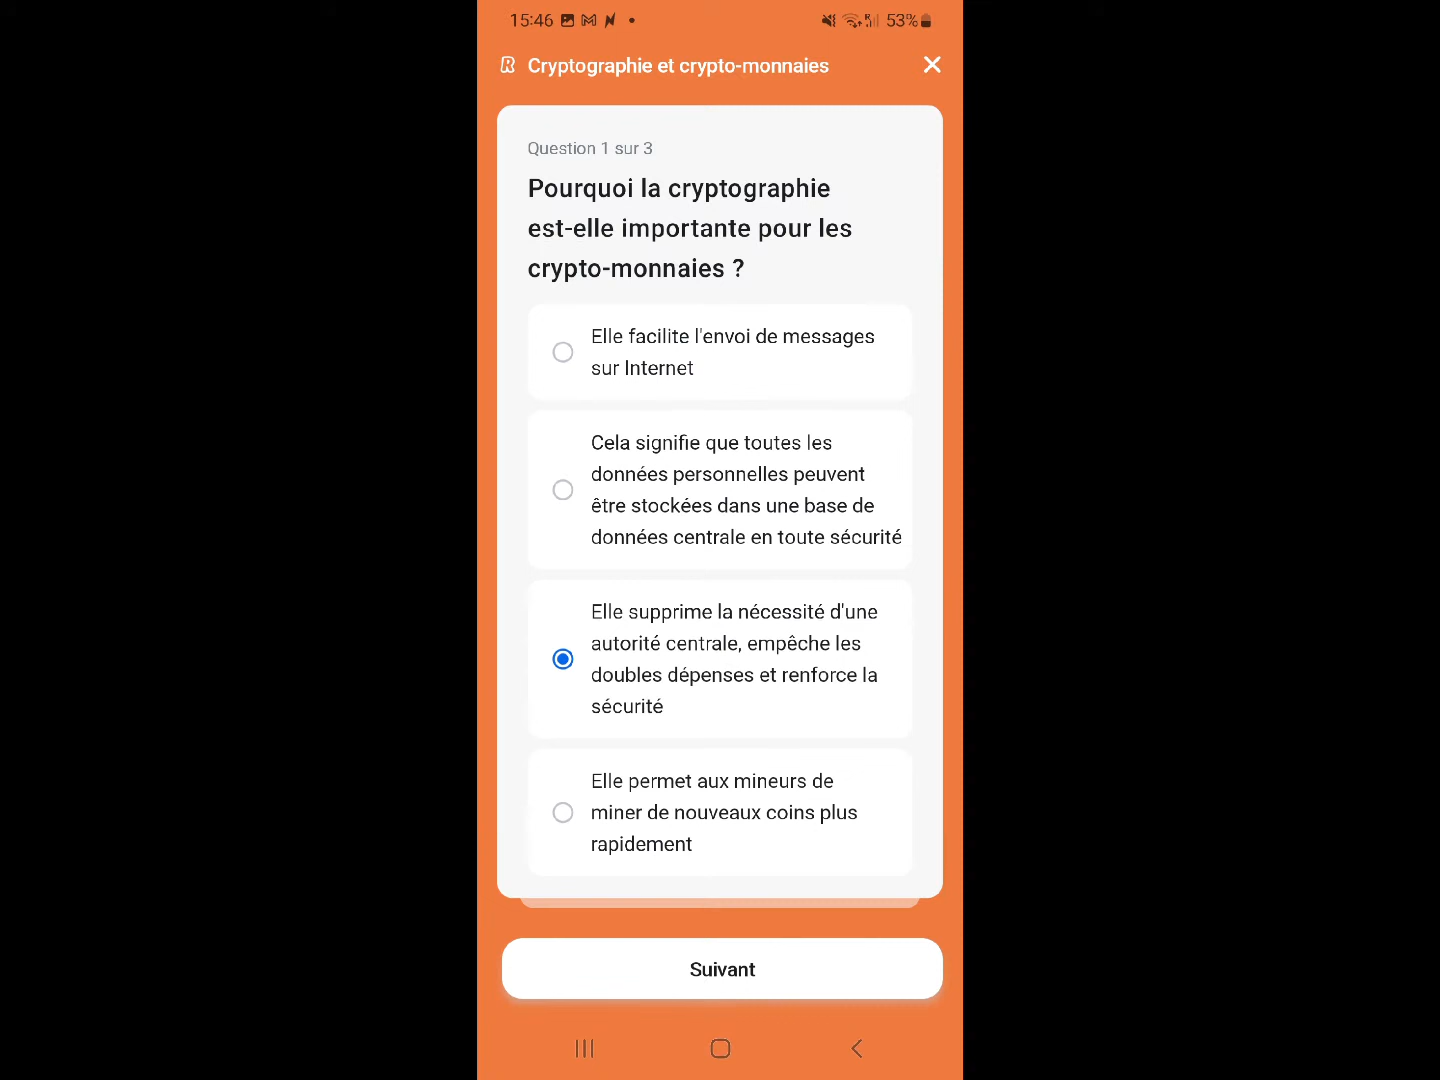 15:46
53%
R Cryptographie et crypto-monnaies
Question 1 sur 3
Pourquoi la cryptographie
est-elle importante pour les
crypto-monnaies ?
Elle facilite l'envoi de messages
sur Internet
Cela signifie que toutes les
données personnelles peuvent
être stockées dans une base de
données centrale en toute sécurité
Elle supprime la nécessité d'une
autorité centrale, empêche les
doubles dépenses et renforce la
sécurité
Elle permet aux mineurs de
miner de nouveaux coins plus
rapidement
Suivant